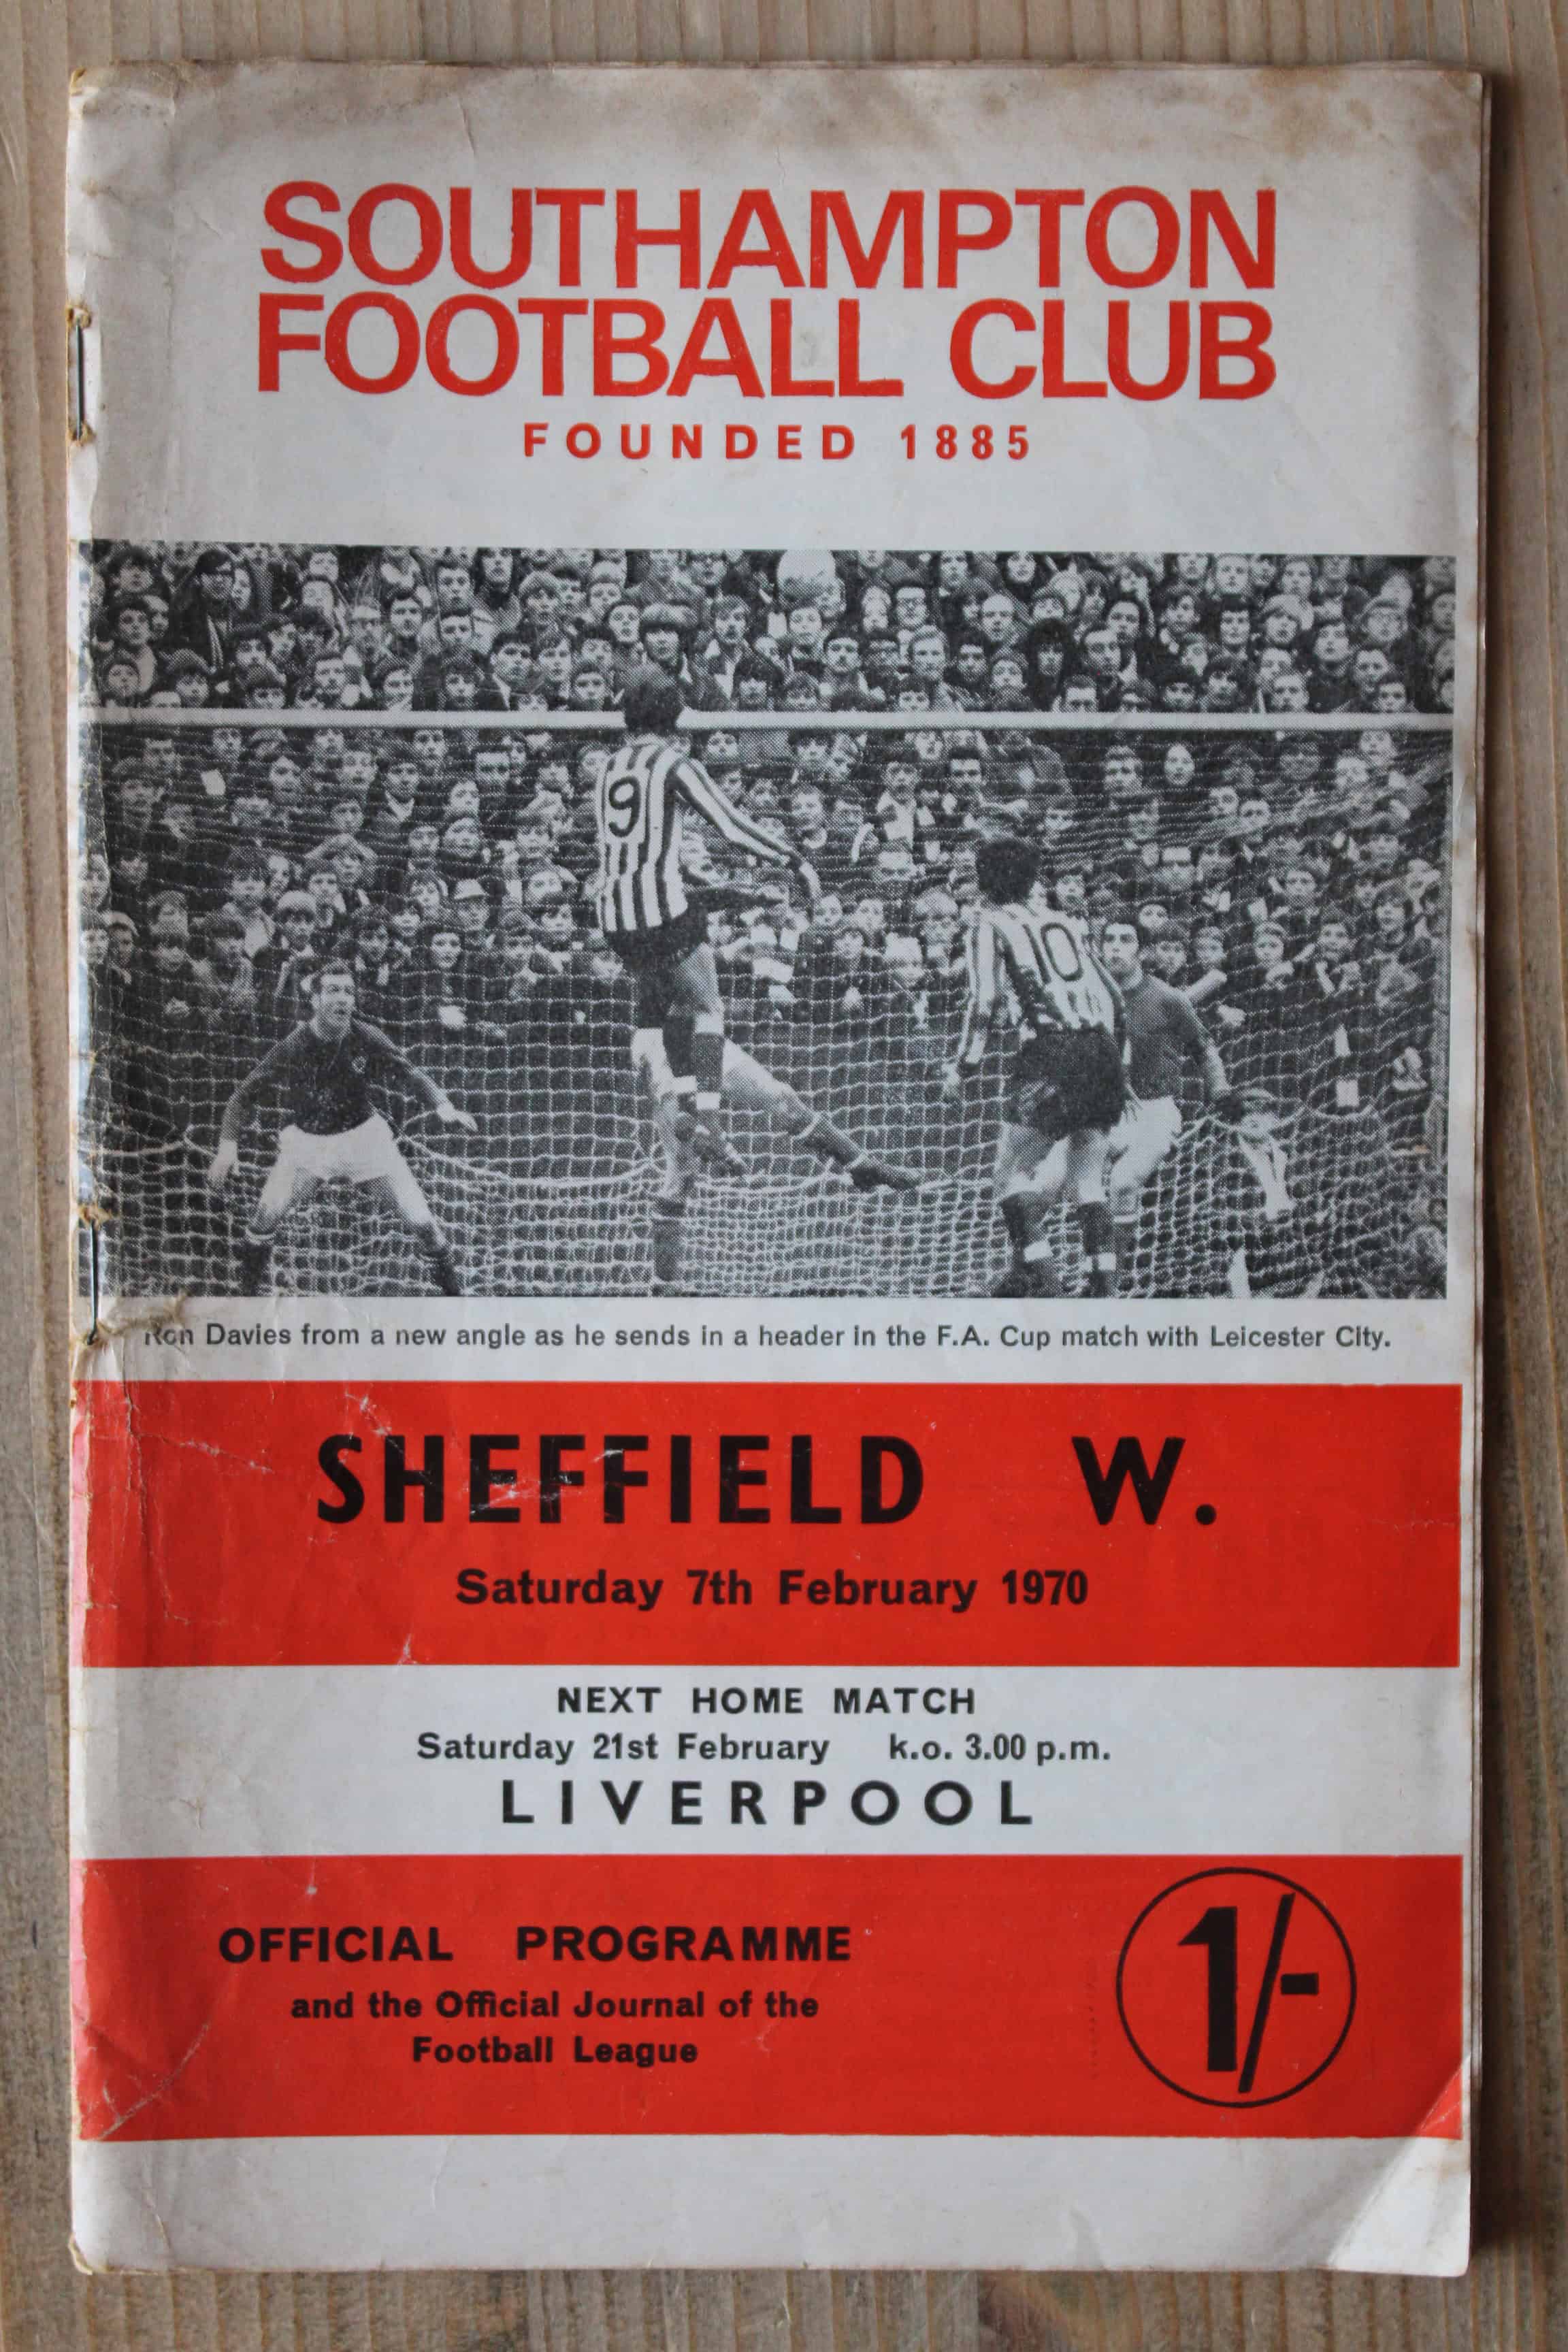 SOUTHAMPTON
FOOTBALL CLUB
FOUNDED 1885
9
10
Ron Davies from a new angle as he sends in a header in the F.A. Cup match with Leicester City.
SHEFFIELD W.
Saturday 7th February 1970
NEXT HOME MATCH
Saturday 21st February k.o. 3.00 p.m.
LIVERPOOL
OFFICIAL PROGRAMME
and the Official Journal of the
Football League
1/-